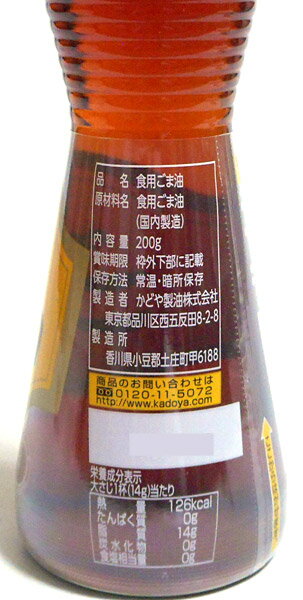 品名 食用ごま油
原材料名 食用ごま油
(国内製造)
内容量 200g
賞味期限 枠外下部に記載
保存方法 常温・暗所保存
製造者 かどや製油株式会社
東京都品川区西五反田8-2-8
製造所
香川県小豆郡土庄町甲6188
商品のお問い合わせは
0120-11-5072
http://www.kadoya.com
栄養成分表示
大さじ1杯(14g)当たり
熱量 126kcal
たんぱく質 0g
脂質 14g
炭水化物 0g
食塩相当量 0g